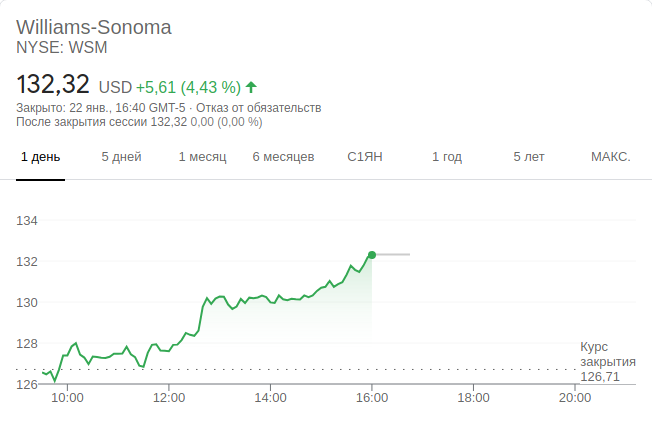 Williams-Sonoma
NYSE: WSM
132,32 USD +5,61 (4,43 %)
Закрыто: 22 янв., 16:40 GMT-5 · Отказ от обязательств
После закрытия сессии 132,32 0,00 (0,00 %)
1 день 5 дней 1 месяц 6 месяцев С1ЯН 1 год 5 лет МАКС.
134
132
130
128
126
Курс
закрытия
126,71
10:00 12:00 14:00 16:00 18:00 20:00